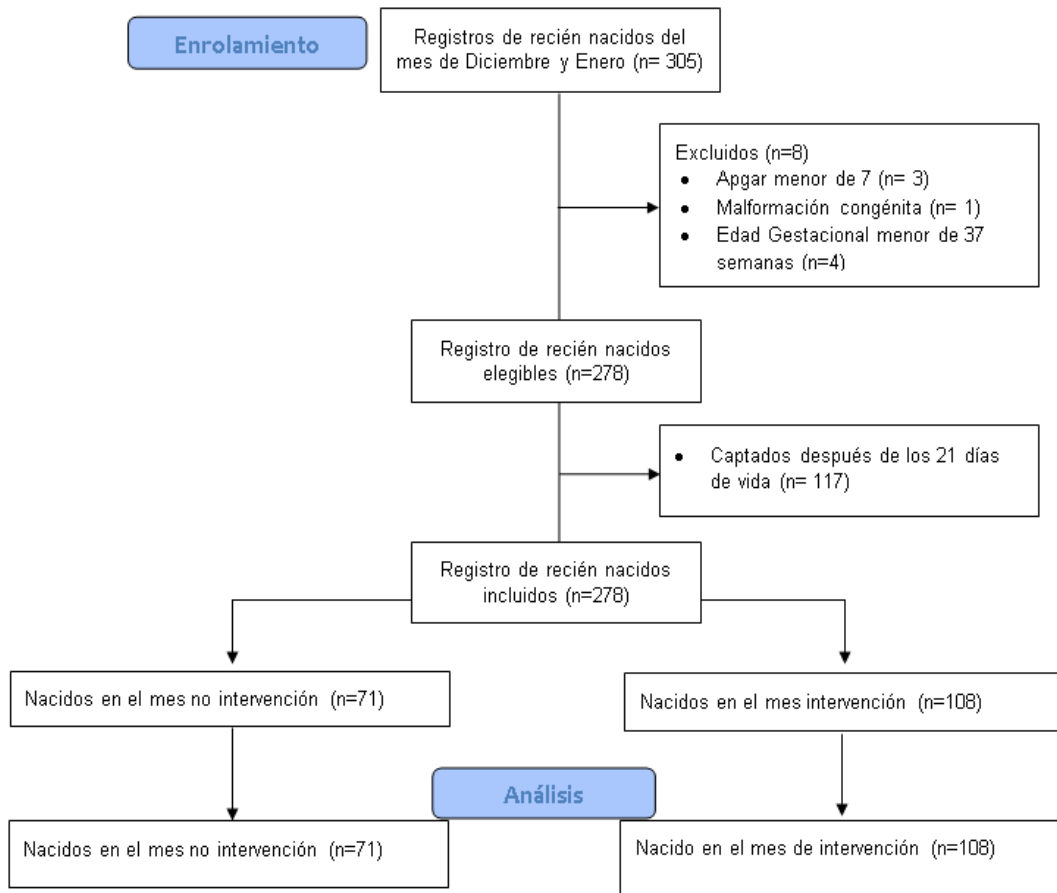 Enrolamiento
Registros de recién nacidos del
mes de Diciembre y Enero (n= 305)
Excluidos (n=8)
• Apgar menor de 7 (n= 3)
• Malformación congénita (n= 1)
• Edad Gestacional menor de 37
semanas (n=4)
Registro de recién nacidos
elegibles (n=278)
• Captados después de los 21 días
de vida (n= 117)
Registro de recién nacidos
incluidos (n=278)
Nacidos en el mes no intervención (n=71)
Nacidos en el mes intervención (n=108)
Análisis
Nacidos en el mes no intervención (n=71)
Nacido en el mes de intervención (n=108)